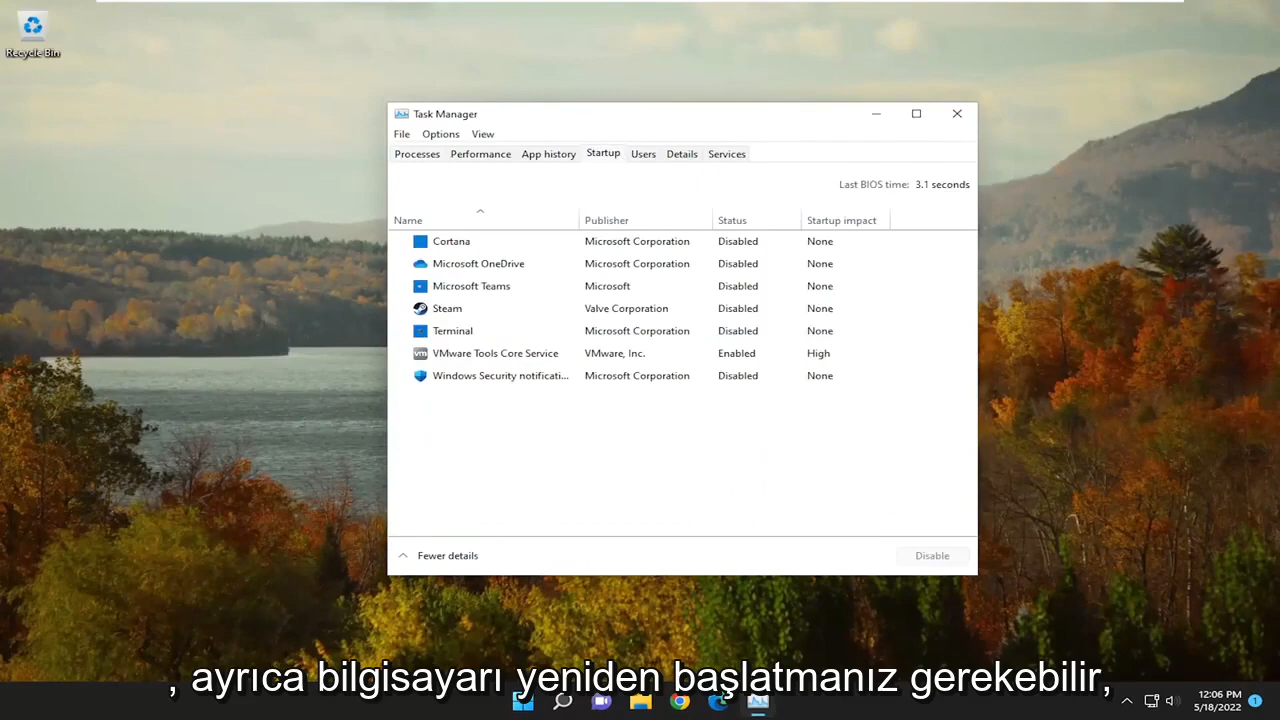 Recycle Bin
Task Manager
File Options View
Processes Performance App history Startup Users Details Services
Last BIOS time: 3.1 seconds
Name Publisher Status Startup impact
Cortana Microsoft Corporation Disabled None
Microsoft OneDrive Microsoft Corporation Disabled None
Microsoft Teams Microsoft Disabled None
Steam Valve Corporation Disabled None
Terminal Microsoft Corporation Disabled None
vm VMware Tools Core Service VMware, Inc. Enabled High
Windows Security notificati... Microsoft Corporation Disabled None
Fewer details Disable
, ayrıca bilgisayarı yeniden başlatmanız gerekebilir,
12:06 PM
5/18/2022 1